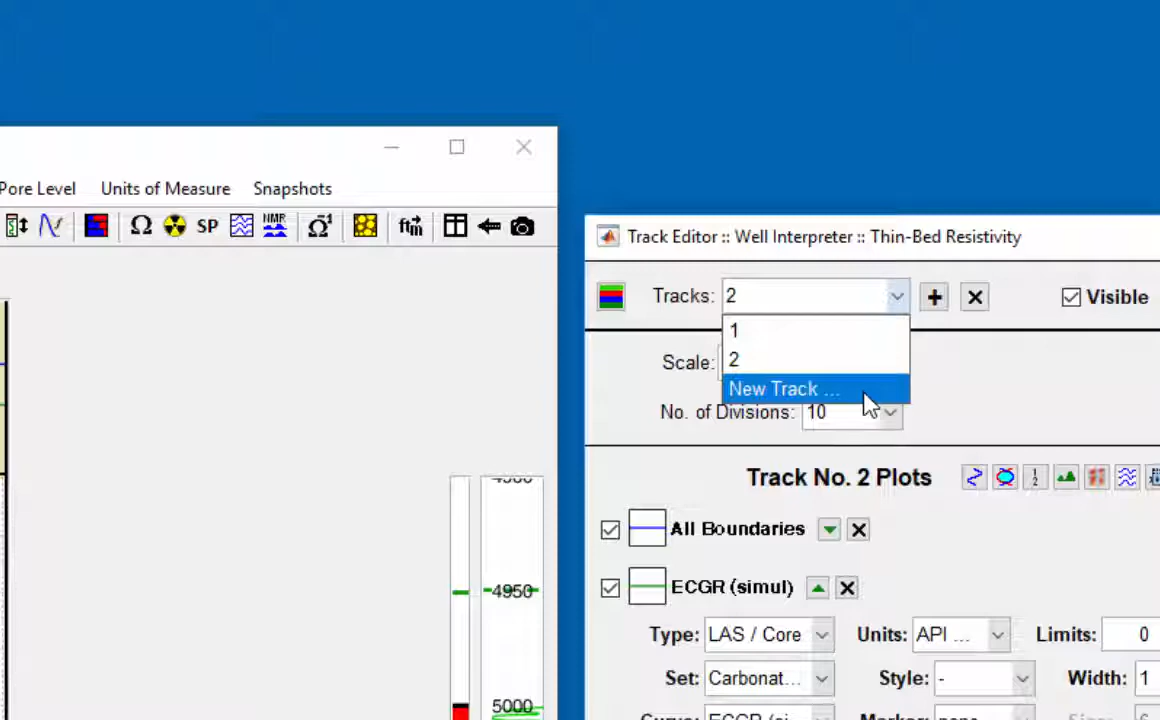 Pore Level Units of Measure Snapshots
Ω Ω-1 SP NMR ft m
4950
5000
Track Editor :: Well Interpreter :: Thin-Bed Resistivity
Tracks: 2 Visible
1
2
New Track ...
Scale:
No. of Divisions: 10
Track No. 2 Plots
All Boundaries
ECGR (simul)
Type: LAS / Core Units: API ... Limits: 0
Set: Carbonat... Style: - Width: 1